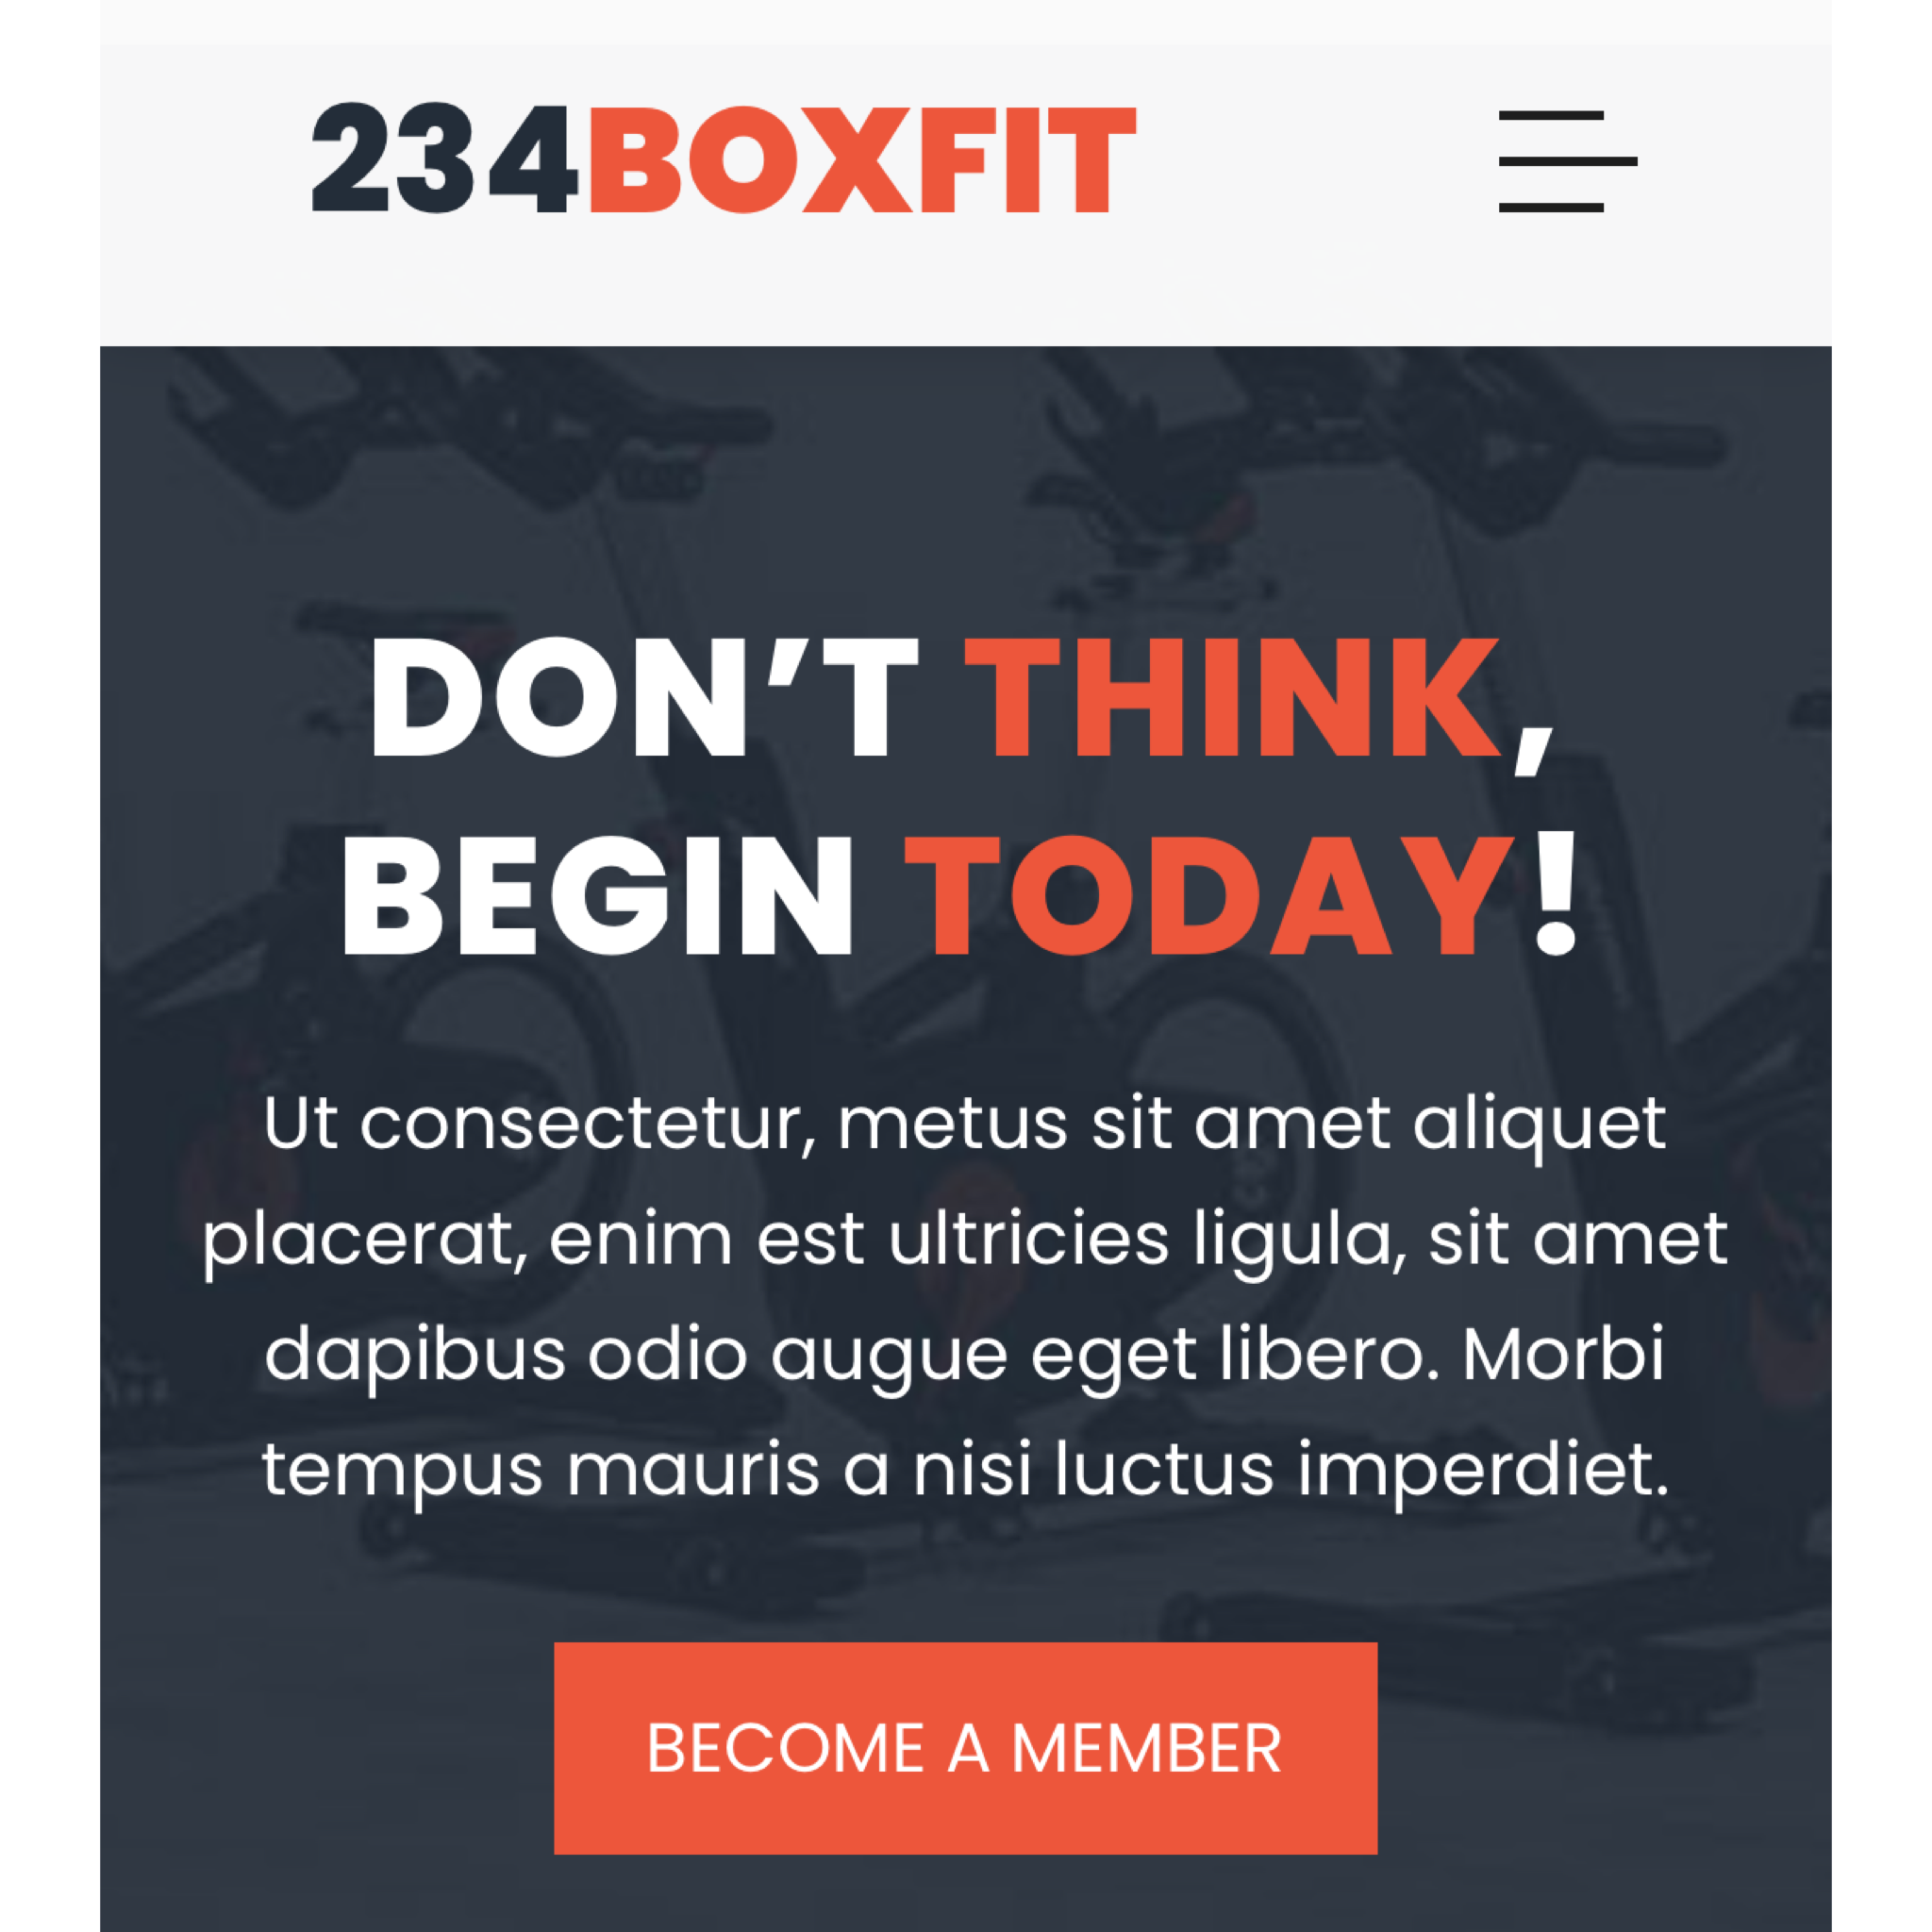 234BOXFIT
DON’T THINK,
BEGIN TODAY!
Ut consectetur, metus sit amet aliquet
placerat, enim est ultricies ligula, sit amet
dapibus odio augue eget libero. Morbi
tempus mauris a nisi luctus imperdiet.
BECOME A MEMBER